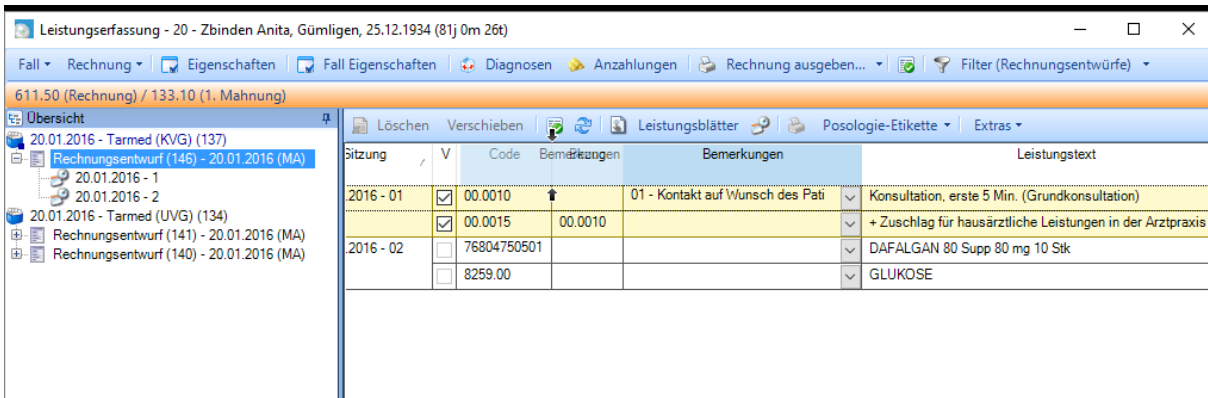 Leistungserfassung - 20 - Zbinden Anita, Gümligen, 25.12.1934 (81j 0m 26t)
Fall Rechnung Eigenschaften Fall Eigenschaften Diagnosen Anzahlungen Rechnung ausgeben... Filter (Rechnungsentwürfe)
611.50 (Rechnung) / 133.10 (1. Mahnung)
Übersicht
20.01.2016 - Tarmed (KVG) (137)
Rechnungsentwurf (146) - 20.01.2016 (MA)
20.01.2016 - 1
20.01.2016 - 2
20.01.2016 - Tarmed (UVG) (134)
Rechnungsentwurf (141) - 20.01.2016 (MA)
Rechnungsentwurf (140) - 20.01.2016 (MA)
Löschen Verschieben Leistungsblätter Posologie-Etikette Extras
Sitzung V Code Bemerkungen Leistungstext
.2016 - 01 00.0010 01 - Kontakt auf Wunsch des Pati Konsultation, erste 5 Min. (Grundkonsultation)
00.0015 00.0010 + Zuschlag für hausärztliche Leistungen in der Arztpraxis
.2016 - 02 76804750501 DAFALGAN 80 Supp 80 mg 10 Stk
8259.00 GLUKOSE